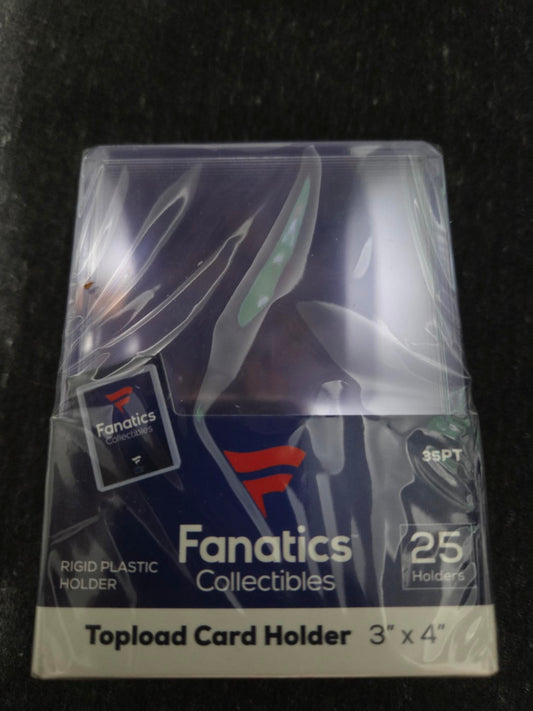 Fanatics
Collectibles
35PT
Fanatics
Collectibles
25
Holders
RIGID PLASTIC
HOLDER
Topload Card Holder 3" x 4"